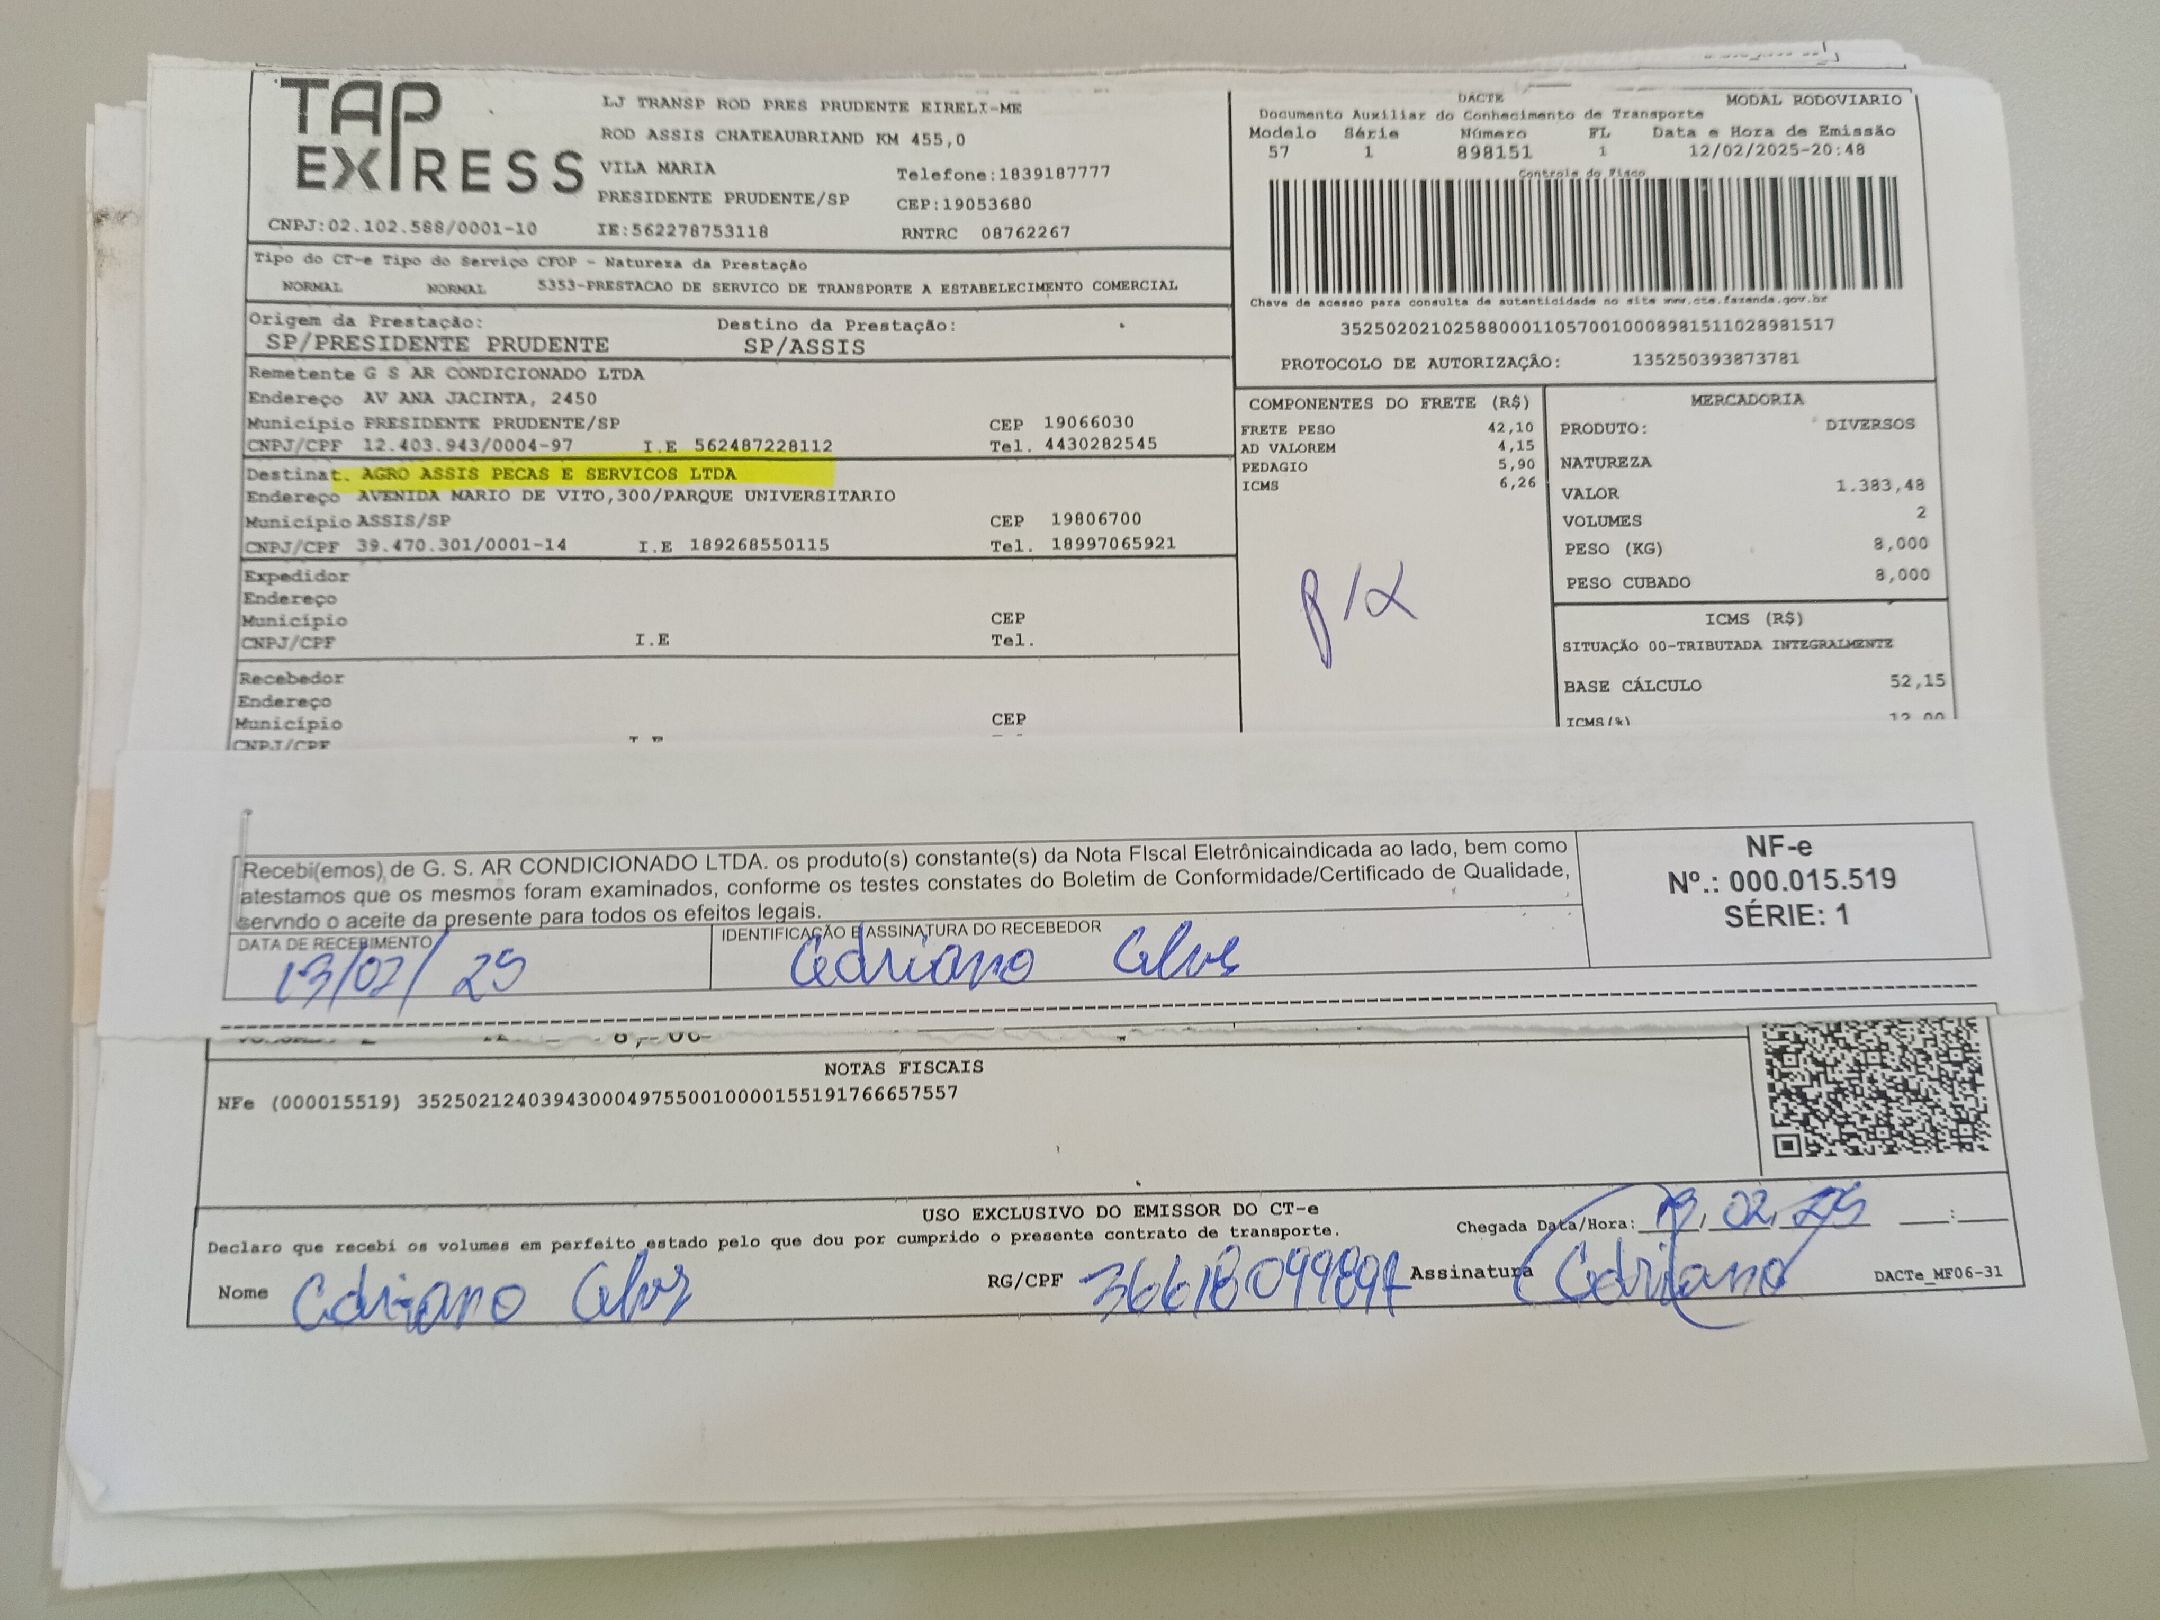 TAP
EXPRESS
CNPJ:02.102.588/0001-10
LJ TRANSP ROD PRES PRUDENTE EIRELI-ME
ROD ASSIS CHATEAUBRIAND KM 455,0
VILA MARIA
Telefone:1839187777
PRESIDENTE PRUDENTE/SP
CEP:19053680
IE:562278753118
RNTRC 08762267
DACTE
MODAL RODOVIARIO
Documento Auxiliar do Conhecimento de Transporte
Modelo Série Número FL Data e Hora de Emissão
57 1 898151 1 12/02/2025-20:48
Controle do Fisco
Chave de acesso para consulta de autenticidade no site www.cte.fazenda.gov.br
35250202102588000110570010008981511028981517
PROTOCOLO DE AUTORIZAÇÃO: 135250393873781
Tipo do CT-e Tipo do Serviço CFOP - Natureza da Prestação
NORMAL NORMAL 5353-PRESTACAO DE SERVICO DE TRANSPORTE A ESTABELECIMENTO COMERCIAL
Origem da Prestação: Destino da Prestação:
SP/PRESIDENTE PRUDENTE SP/ASSIS
Remetente G S AR CONDICIONADO LTDA
Endereço AV ANA JACINTA, 2450
Município PRESIDENTE PRUDENTE/SP CEP 19066030
CNPJ/CPF 12.403.943/0004-97 I.E 562487228112 Tel. 4430282545
Destinat. AGRO ASSIS PECAS E SERVICOS LTDA
Endereço AVENIDA MARIO DE VITO,300/PARQUE UNIVERSITARIO
Município ASSIS/SP CEP 19806700
CNPJ/CPF 39.470.301/0001-14 I.E 189268550115 Tel. 18997065921
Expedidor
Endereço
Município CEP
CNPJ/CPF I.E Tel.
Recebedor
Endereço
Município CEP
CNPJ/CPF
COMPONENTES DO FRETE (R$)
FRETE PESO 42,10
AD VALOREM 4,15
PEDAGIO 5,90
ICMS 6,26
MERCADORIA
PRODUTO: DIVERSOS
NATUREZA
VALOR 1.383,48
VOLUMES 2
PESO (KG) 8,000
PESO CUBADO 8,000
ICMS (R$)
SITUAÇÃO 00-TRIBUTADA INTEGRALMENTE
BASE CÁLCULO 52,15
ICMS(%) 12,00
Recebi(emos) de G. S. AR CONDICIONADO LTDA. os produto(s) constante(s) da Nota FIscal Eletrônicaindicada ao lado, bem como
atestamos que os mesmos foram examinados, conforme os testes constates do Boletim de Conformidade/Certificado de Qualidade,
servndo o aceite da presente para todos os efeitos legais.
DATA DE RECEBIMENTO
13/02/25
IDENTIFICAÇÃO E ASSINATURA DO RECEBEDOR
Adriano Alves
NF-e
Nº.: 000.015.519
SÉRIE: 1
NOTAS FISCAIS
NFe (000015519) 35250212403943000497550010000155191766657557
USO EXCLUSIVO DO EMISSOR DO CT-e
Declaro que recebi os volumes em perfeito estado pelo que dou por cumprido o presente contrato de transporte.
Chegada Data/Hora: 13, 02, 25 :
Nome Adriano Alves RG/CPF Assinatura Adriano
DACTe_MF06-31